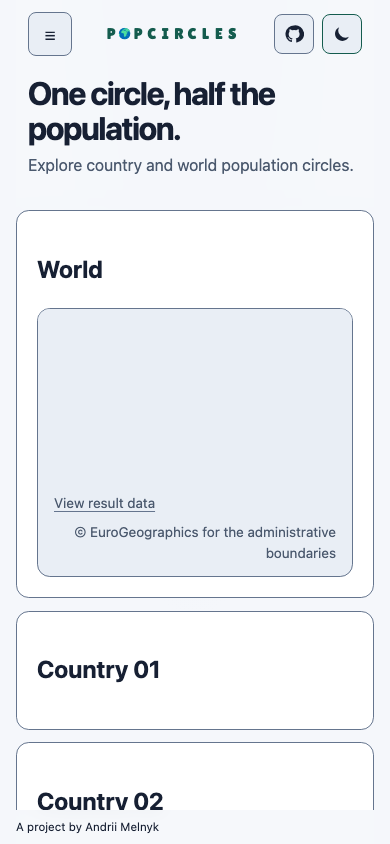 ≡
P🌍PCIRCLES
One circle, half the
population.
Explore country and world population circles.
World
View result data
© EuroGeographics for the administrative
boundaries
Country 01
Country 02
A project by Andrii Melnyk